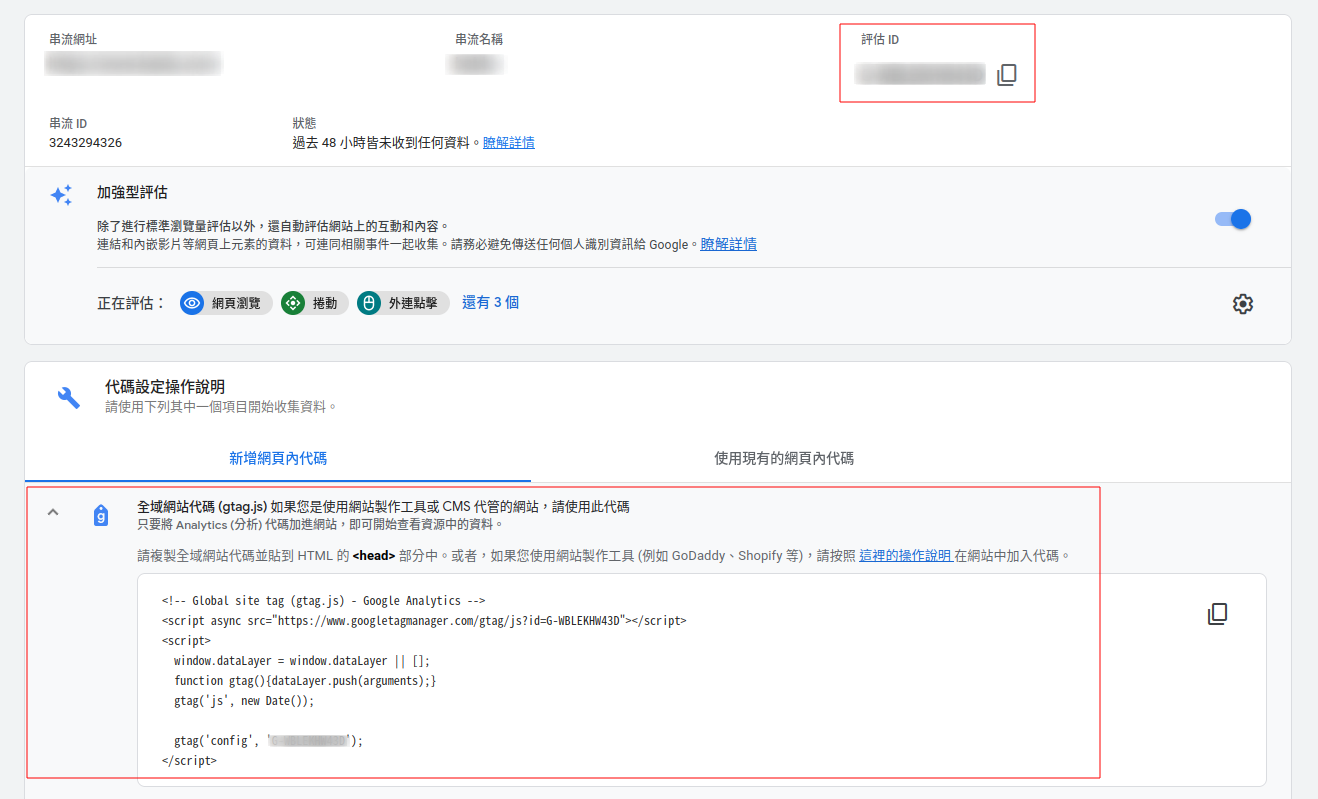 串流網址
串流名稱
評估 ID
串流 ID
狀態
3243294326
過去 48 小時皆未收到任何資料。瞭解詳情
加強型評估
除了進行標準瀏覽量評估以外，還自動評估網站上的互動和內容。
連結和內嵌影片等網頁上元素的資料，可連同相關事件一起收集。請務必避免傳送任何個人識別資訊給 Google。瞭解詳情
正在評估： 網頁瀏覽 捲動 外連點擊 還有 3 個
代碼設定操作說明
請使用下列其中一個項目開始收集資料。
新增網頁內代碼
使用現有的網頁內代碼
g
全域網站代碼 (gtag.js) 如果您是使用網站製作工具或 CMS 代管的網站，請使用此代碼
只要將 Analytics (分析) 代碼加進網站，即可開始查看資源中的資料。
請複製全域網站代碼並貼到 HTML 的 <head> 部分中。或者，如果您使用網站製作工具 (例如 GoDaddy、Shopify 等)，請按照 這裡的操作說明 在網站中加入代碼。
<!-- Global site tag (gtag.js) - Google Analytics -->
<script async src="https://www.googletagmanager.com/gtag/js?id=G-WBLEKHW43D"></script>
<script>
window.dataLayer = window.dataLayer || [];
function gtag(){dataLayer.push(arguments);}
gtag('js', new Date());
gtag('config', '');
</script>